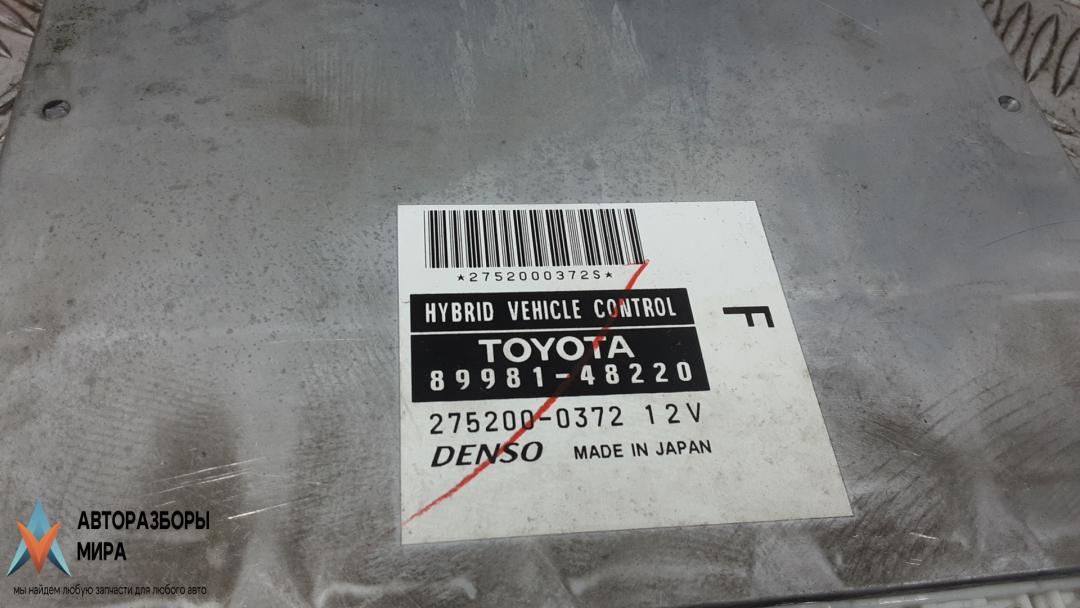 *2752000372S*
HYBRID VEHICLE CONTROL
TOYOTA
89981-48220
275200-0372 12V
DENSO MADE IN JAPAN
F
АВТОРАЗБОРЫ
МИРА
мы найдем любую запчасти для любого авто